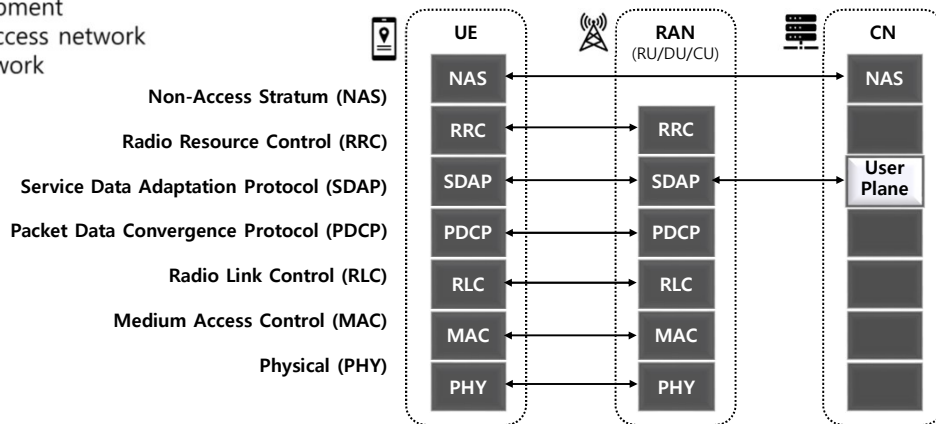 ccess network
work
UE
RAN
(RU/DU/CU)
CN
Non-Access Stratum (NAS)
NAS
NAS
Radio Resource Control (RRC)
RRC
RRC
Service Data Adaptation Protocol (SDAP)
SDAP
SDAP
User
Plane
Packet Data Convergence Protocol (PDCP)
PDCP
PDCP
Radio Link Control (RLC)
RLC
RLC
Medium Access Control (MAC)
MAC
MAC
Physical (PHY)
PHY
PHY